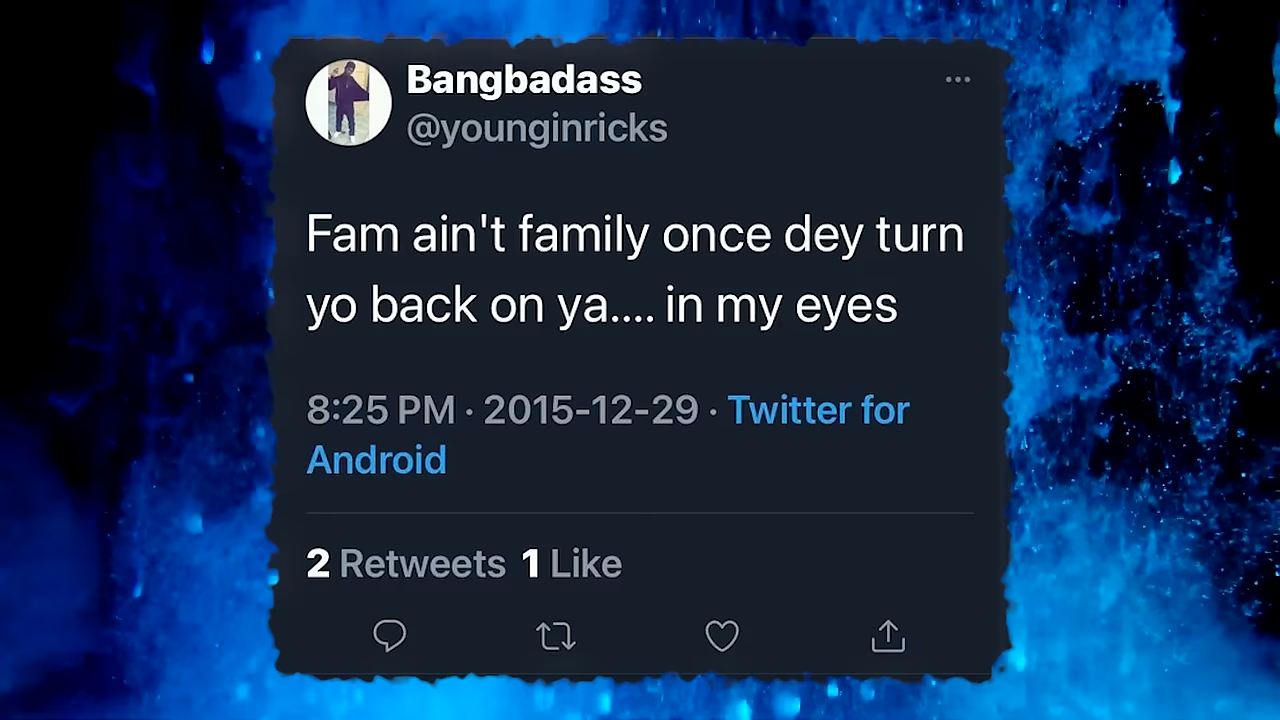 Bangbadass
@younginricks
Fam ain't family once dey turn
yo back on ya.... in my eyes
8:25 PM · 2015-12-29 · Twitter for
Android
2 Retweets 1 Like